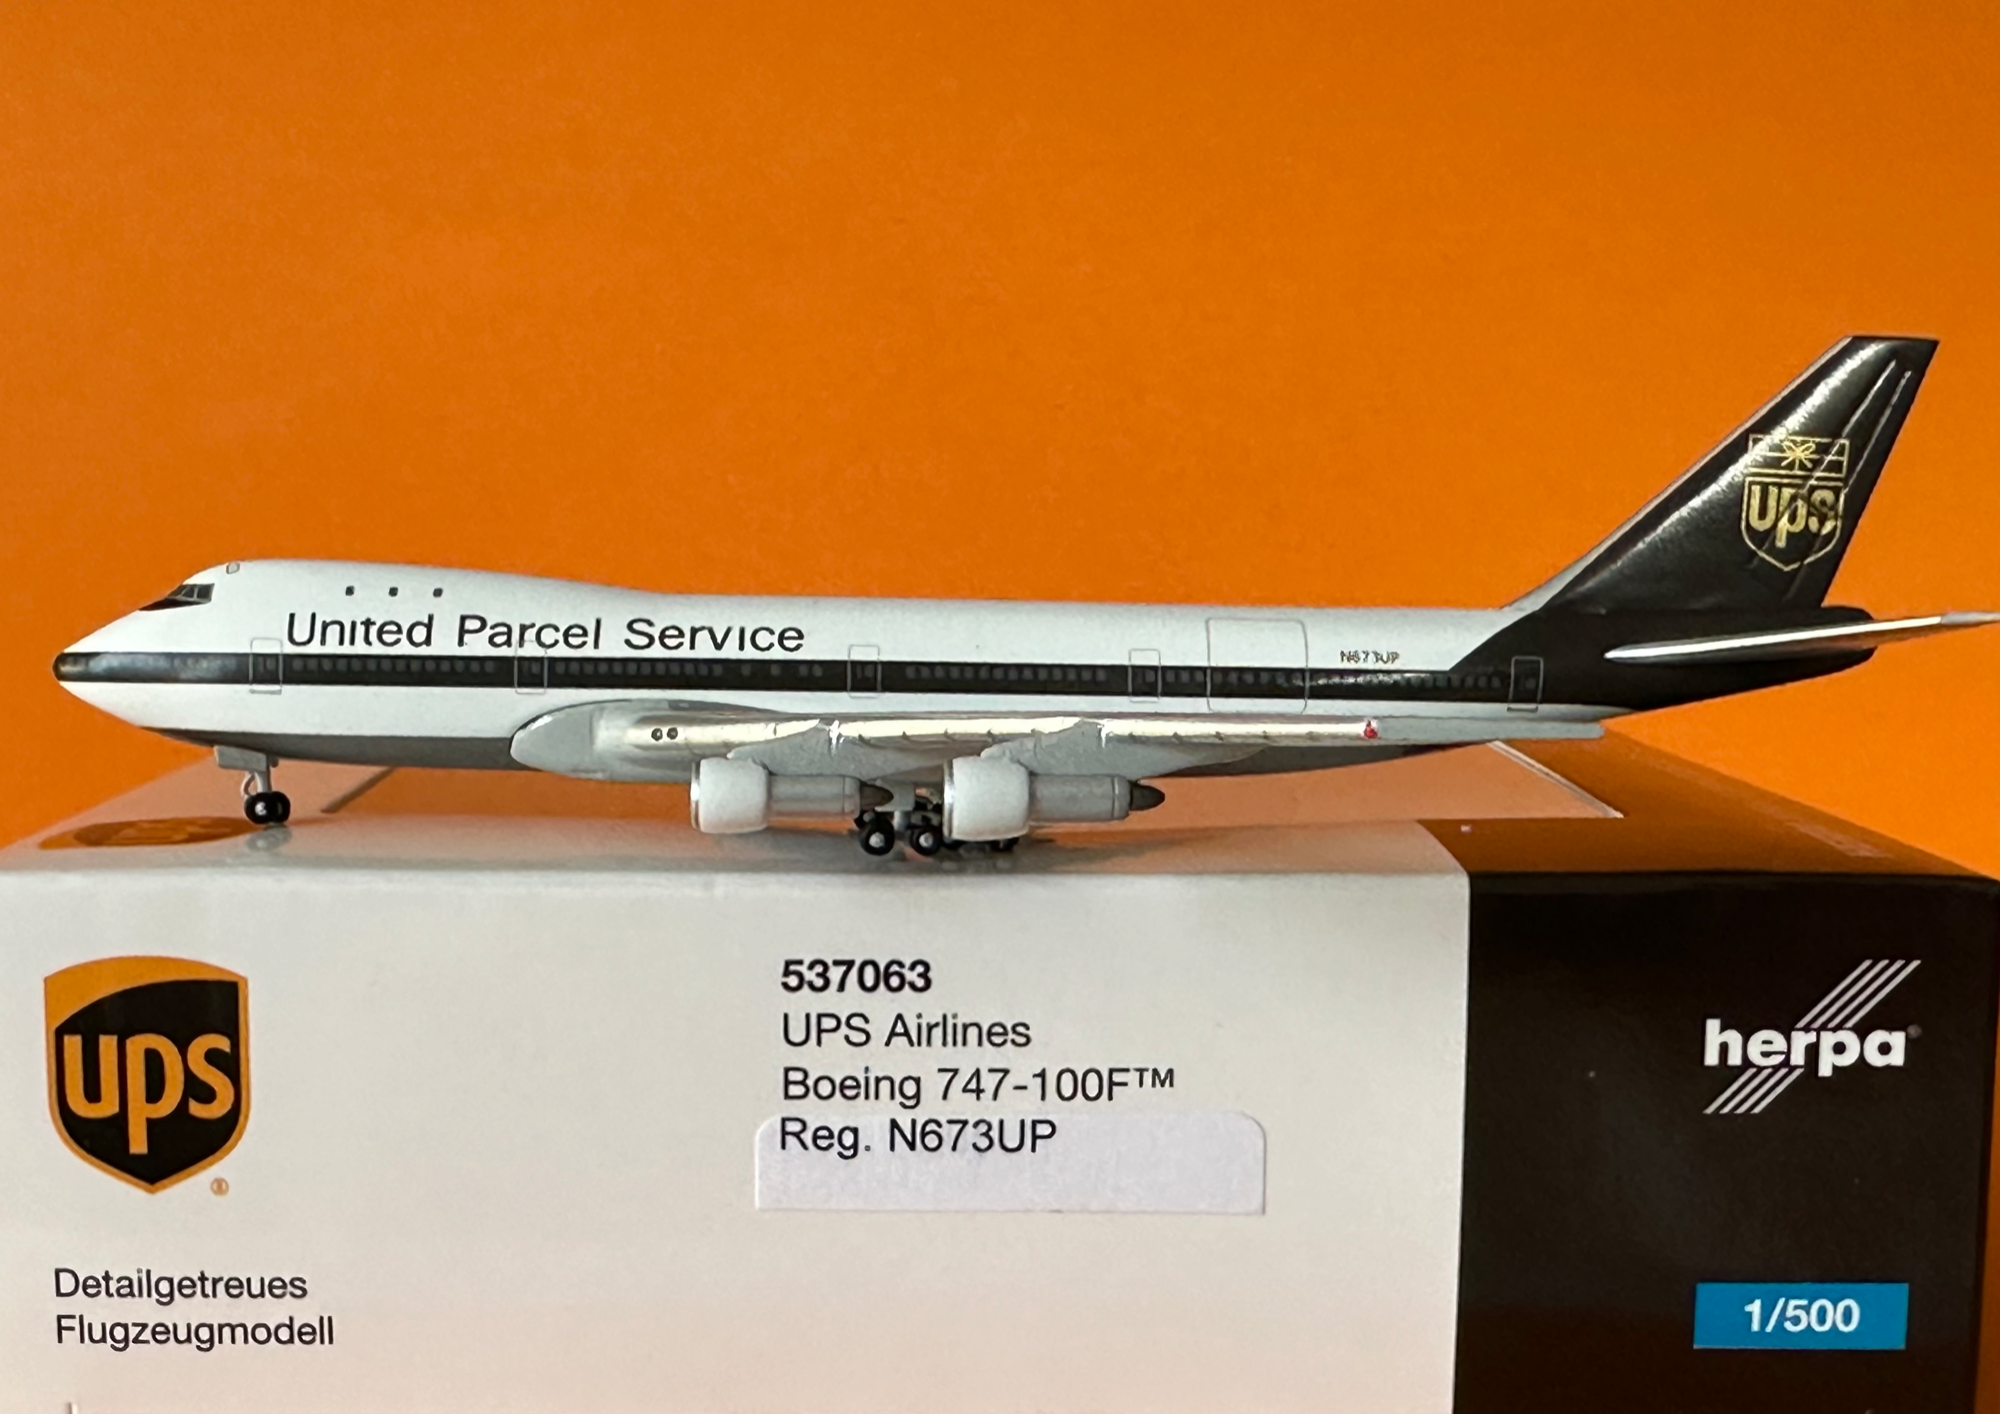 United Parcel Service
N673UP
ups
ups
®
537063
UPS Airlines
Boeing 747-100F™
Reg. N673UP
herpa
Detailgetreues
Flugzeugmodell
1/500